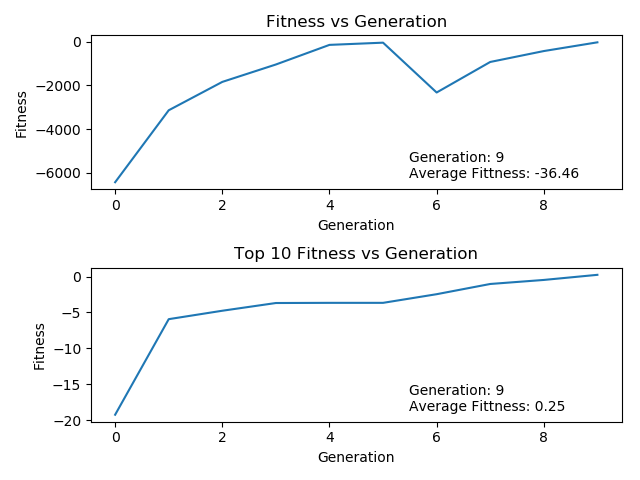 Fitness vs Generation
0
−2000
−4000
−6000
Fitness
Generation: 9
Average Fittness: -36.46
0 2 4 6 8
Generation
Top 10 Fitness vs Generation
0
−5
−10
−15
−20
Fitness
Generation: 9
Average Fittness: 0.25
0 2 4 6 8
Generation